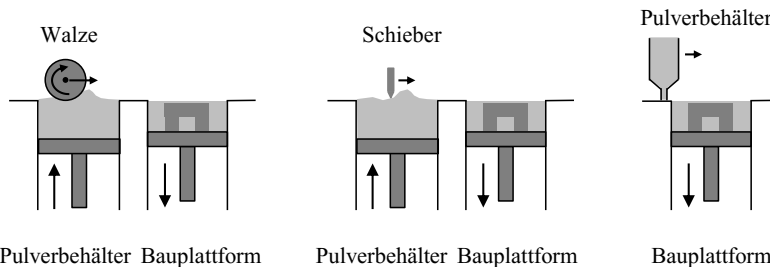 Walze
Schieber
Pulverbehälter
Pulverbehälter Bauplattform
Pulverbehälter Bauplattform
Bauplattform